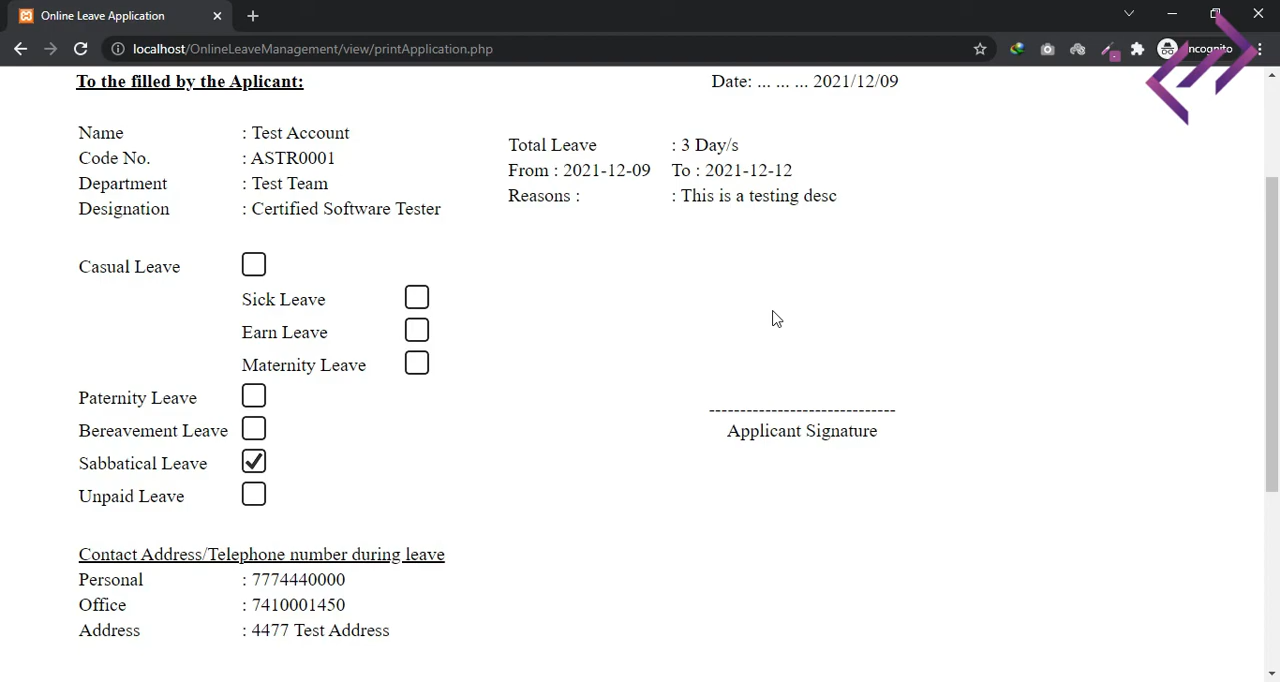 Online Leave Application
localhost/OnlineLeaveManagement/view/printApplication.php
Incognito
To the filled by the Aplicant:
Date: ... ... ... 2021/12/09
Name : Test Account
Code No. : ASTR0001
Department : Test Team
Designation : Certified Software Tester
Total Leave : 3 Day/s
From : 2021-12-09 To : 2021-12-12
Reasons : : This is a testing desc
Casual Leave
Sick Leave
Earn Leave
Maternity Leave
Paternity Leave
Bereavement Leave
Sabbatical Leave
Unpaid Leave
------------------------------
Applicant Signature
Contact Address/Telephone number during leave
Personal : 7774440000
Office : 7410001450
Address : 4477 Test Address